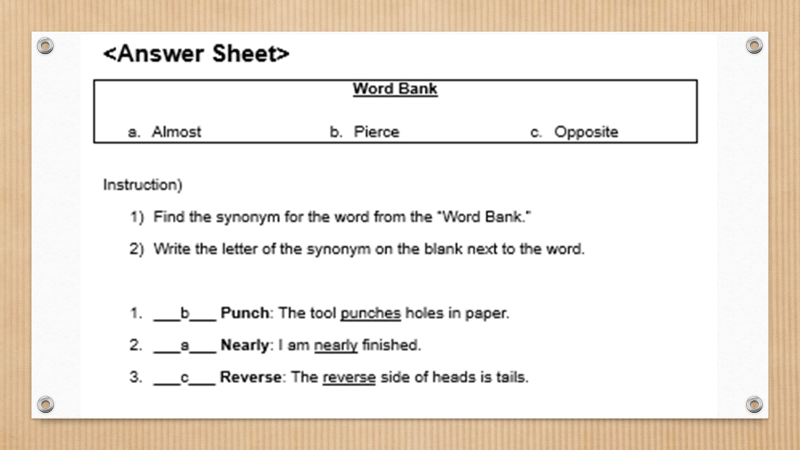 <Answer Sheet>
Word Bank
a. Almost b. Pierce c. Opposite
Instruction)
1) Find the synonym for the word from the “Word Bank.”
2) Write the letter of the synonym on the blank next to the word.
1. ___b___ Punch: The tool punches holes in paper.
2. ___a___ Nearly: I am nearly finished.
3. ___c___ Reverse: The reverse side of heads is tails.